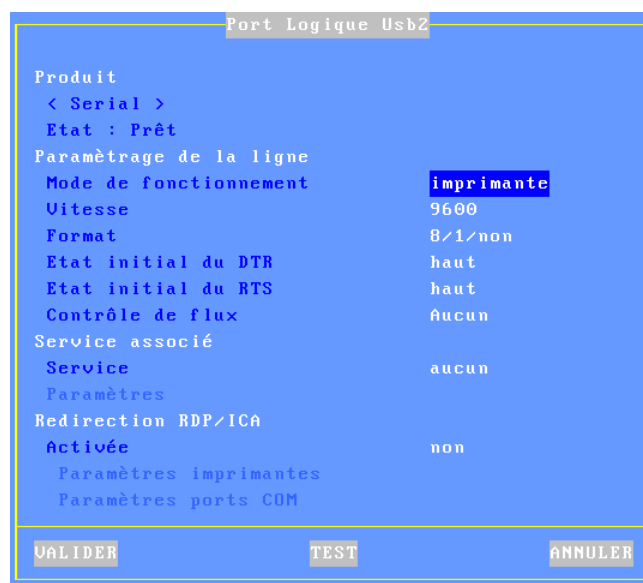 Port Logique Usb2
Produit
< Serial >
Etat : Prêt
Paramètrage de la ligne
Mode de fonctionnement imprimante
Vitesse 9600
Format 8/1/non
Etat initial du DTR haut
Etat initial du RTS haut
Contrôle de flux Aucun
Service associé
Service aucun
Paramètres
Redirection RDP/ICA
Activée non
Paramètres imprimantes
Paramètres ports COM
VALIDER TEST ANNULER